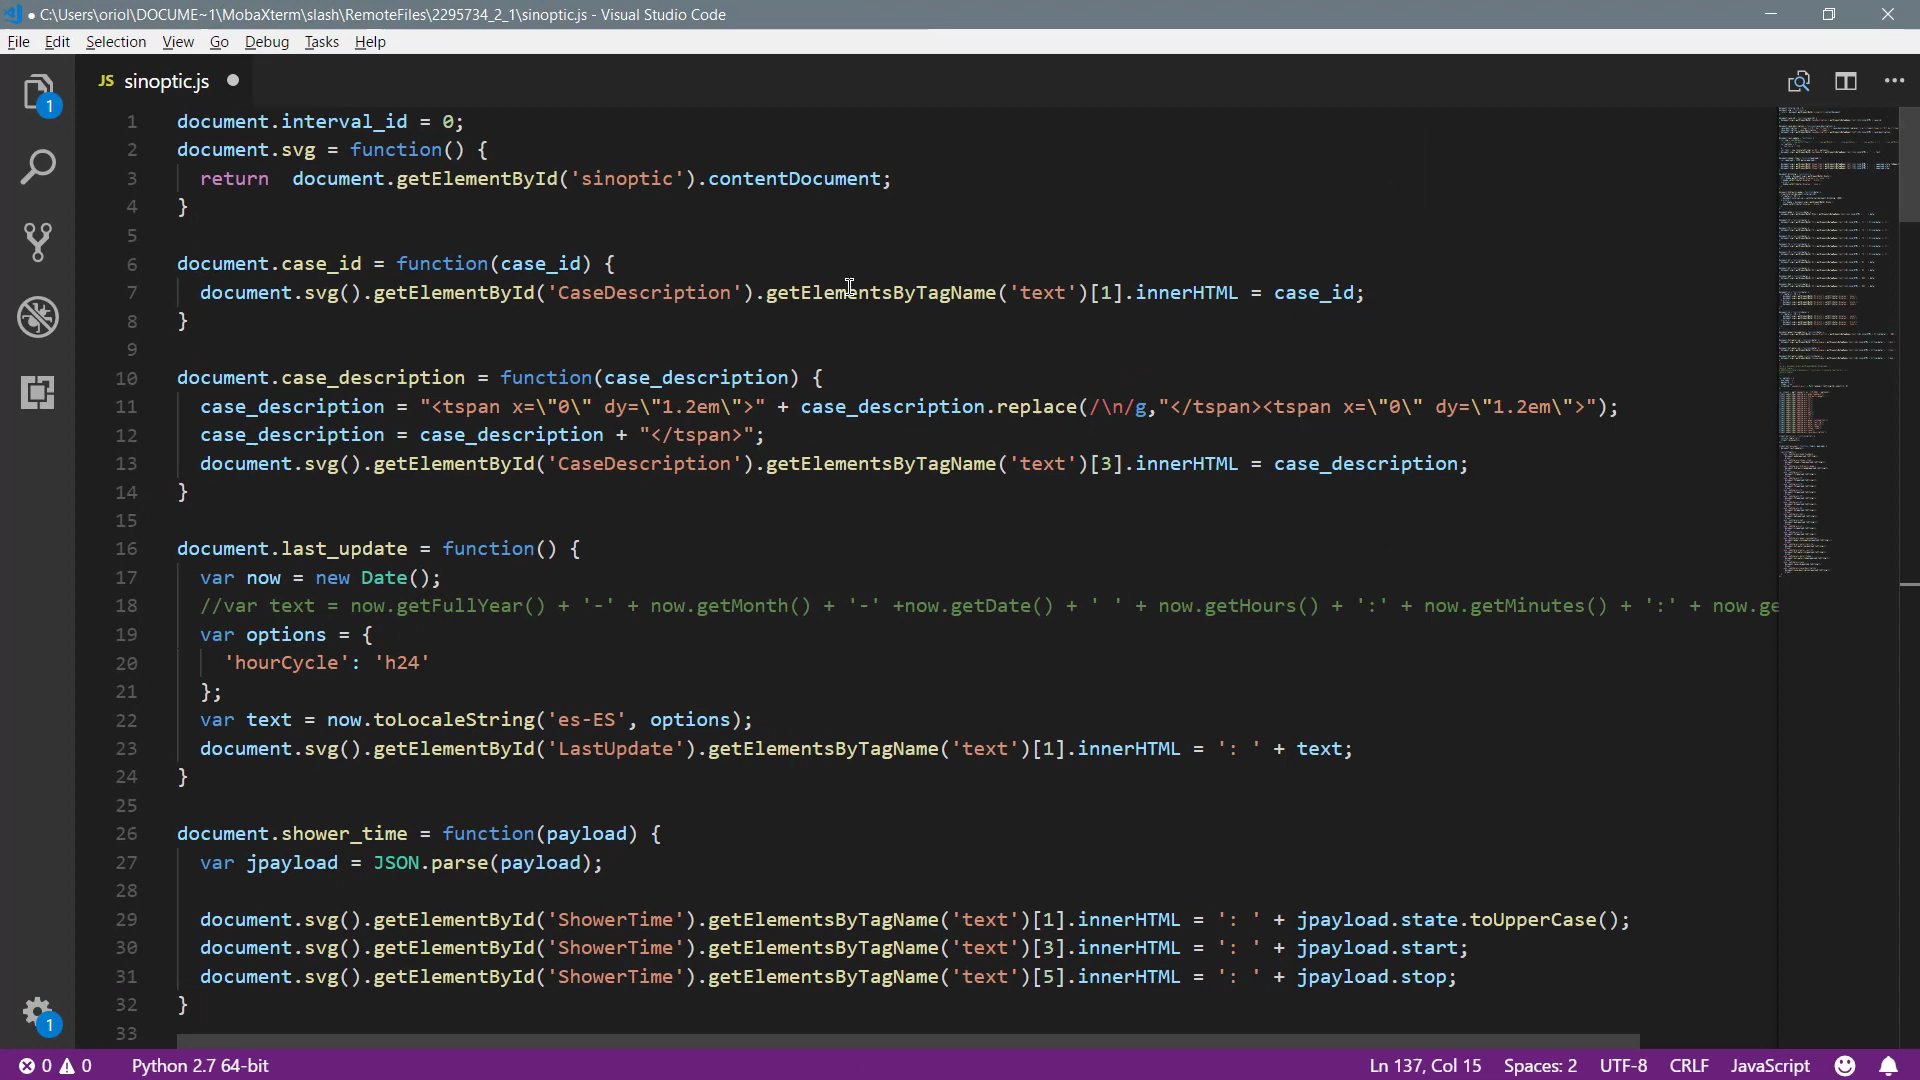 ● C:\Users\oriol\DOCUME~1\MobaXterm\slash\RemoteFiles\2295734_2_1\sinoptic.js - Visual Studio Code
File Edit Selection View Go Debug Tasks Help
JS sinoptic.js ●
1 document.interval_id = 0;
2 document.svg = function() {
3   return  document.getElementById('sinoptic').contentDocument;
4 }
5
6 document.case_id = function(case_id) {
7   document.svg().getElementById('CaseDescription').getElementsByTagName('text')[1].innerHTML = case_id;
8 }
9
10 document.case_description = function(case_description) {
11   case_description = "<tspan x=\"0\" dy=\"1.2em\">" + case_description.replace(/\n/g,"</tspan><tspan x=\"0\" dy=\"1.2em\">");
12   case_description = case_description + "</tspan>";
13   document.svg().getElementById('CaseDescription').getElementsByTagName('text')[3].innerHTML = case_description;
14 }
15
16 document.last_update = function() {
17   var now = new Date();
18   //var text = now.getFullYear() + '-' + now.getMonth() + '-' +now.getDate() + ' ' + now.getHours() + ':' + now.getMinutes() + ':' + now.ge
19   var options = {
20     'hourCycle': 'h24'
21   };
22   var text = now.toLocaleString('es-ES', options);
23   document.svg().getElementById('LastUpdate').getElementsByTagName('text')[1].innerHTML = ': ' + text;
24 }
25
26 document.shower_time = function(payload) {
27   var jpayload = JSON.parse(payload);
28
29   document.svg().getElementById('ShowerTime').getElementsByTagName('text')[1].innerHTML = ': ' + jpayload.state.toUpperCase();
30   document.svg().getElementById('ShowerTime').getElementsByTagName('text')[3].innerHTML = ': ' + jpayload.start;
31   document.svg().getElementById('ShowerTime').getElementsByTagName('text')[5].innerHTML = ': ' + jpayload.stop;
32 }
33
1
1
0 0 Python 2.7 64-bit Ln 137, Col 15 Spaces: 2 UTF-8 CRLF JavaScript